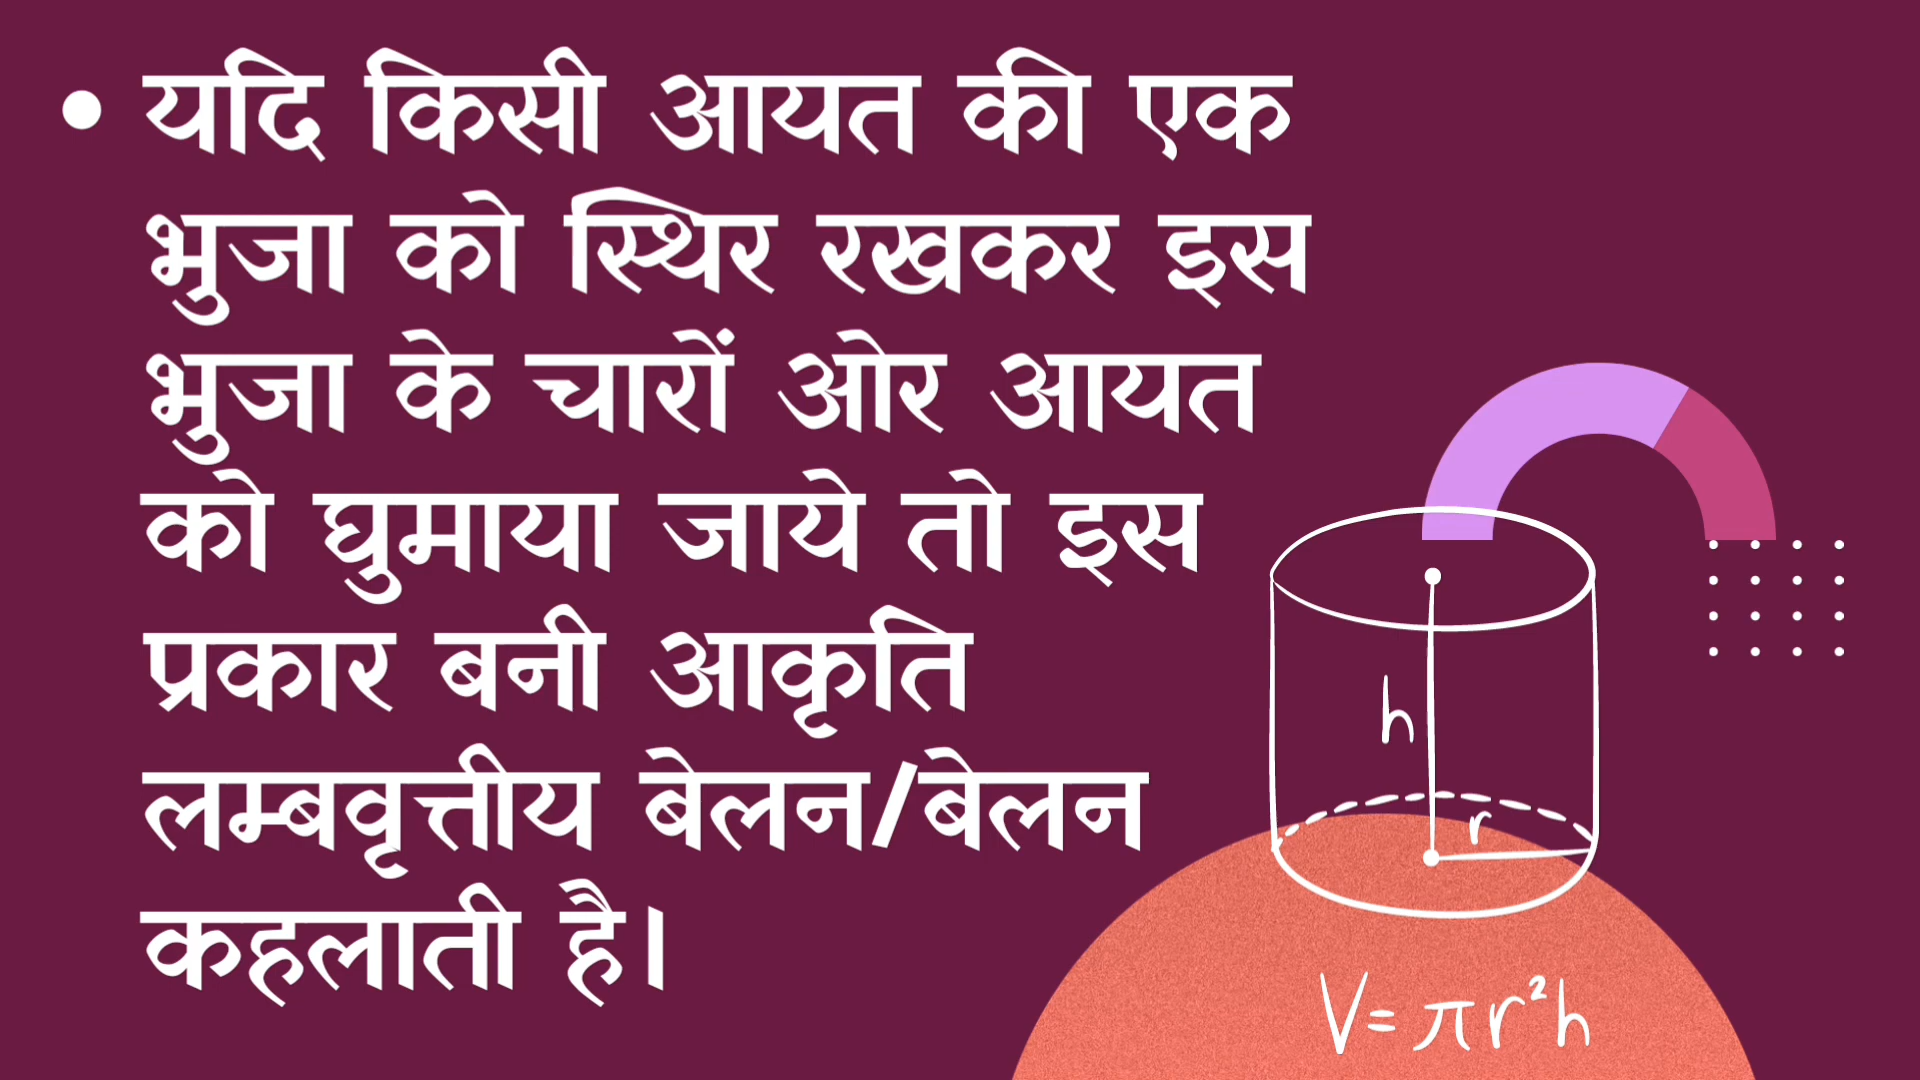 • यदि किसी आयत की एक
भुजा को स्थिर रखकर इस
भुजा के चारों ओर आयत
को घुमाया जाये तो इस
प्रकार बनी आकृति
लम्बवृत्तीय बेलन/बेलन
कहलाती है।
h
r
V = πr²h